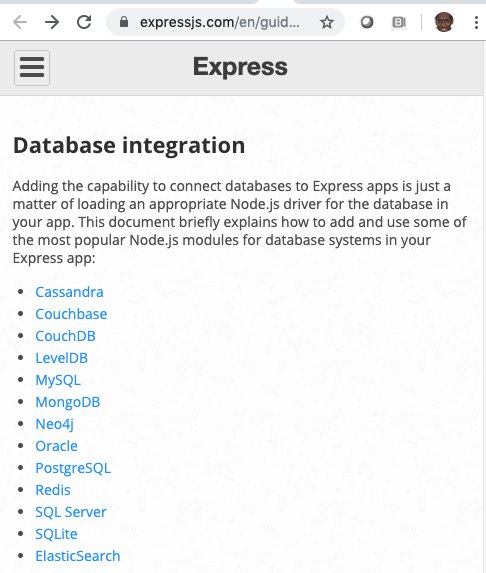 expressjs.com/en/guid...
Express
Database integration
Adding the capability to connect databases to Express apps is just a
matter of loading an appropriate Node.js driver for the database in
your app. This document briefly explains how to add and use some of
the most popular Node.js modules for database systems in your
Express app:
Cassandra
Couchbase
CouchDB
LevelDB
MySQL
MongoDB
Neo4j
Oracle
PostgreSQL
Redis
SQL Server
SQLite
ElasticSearch